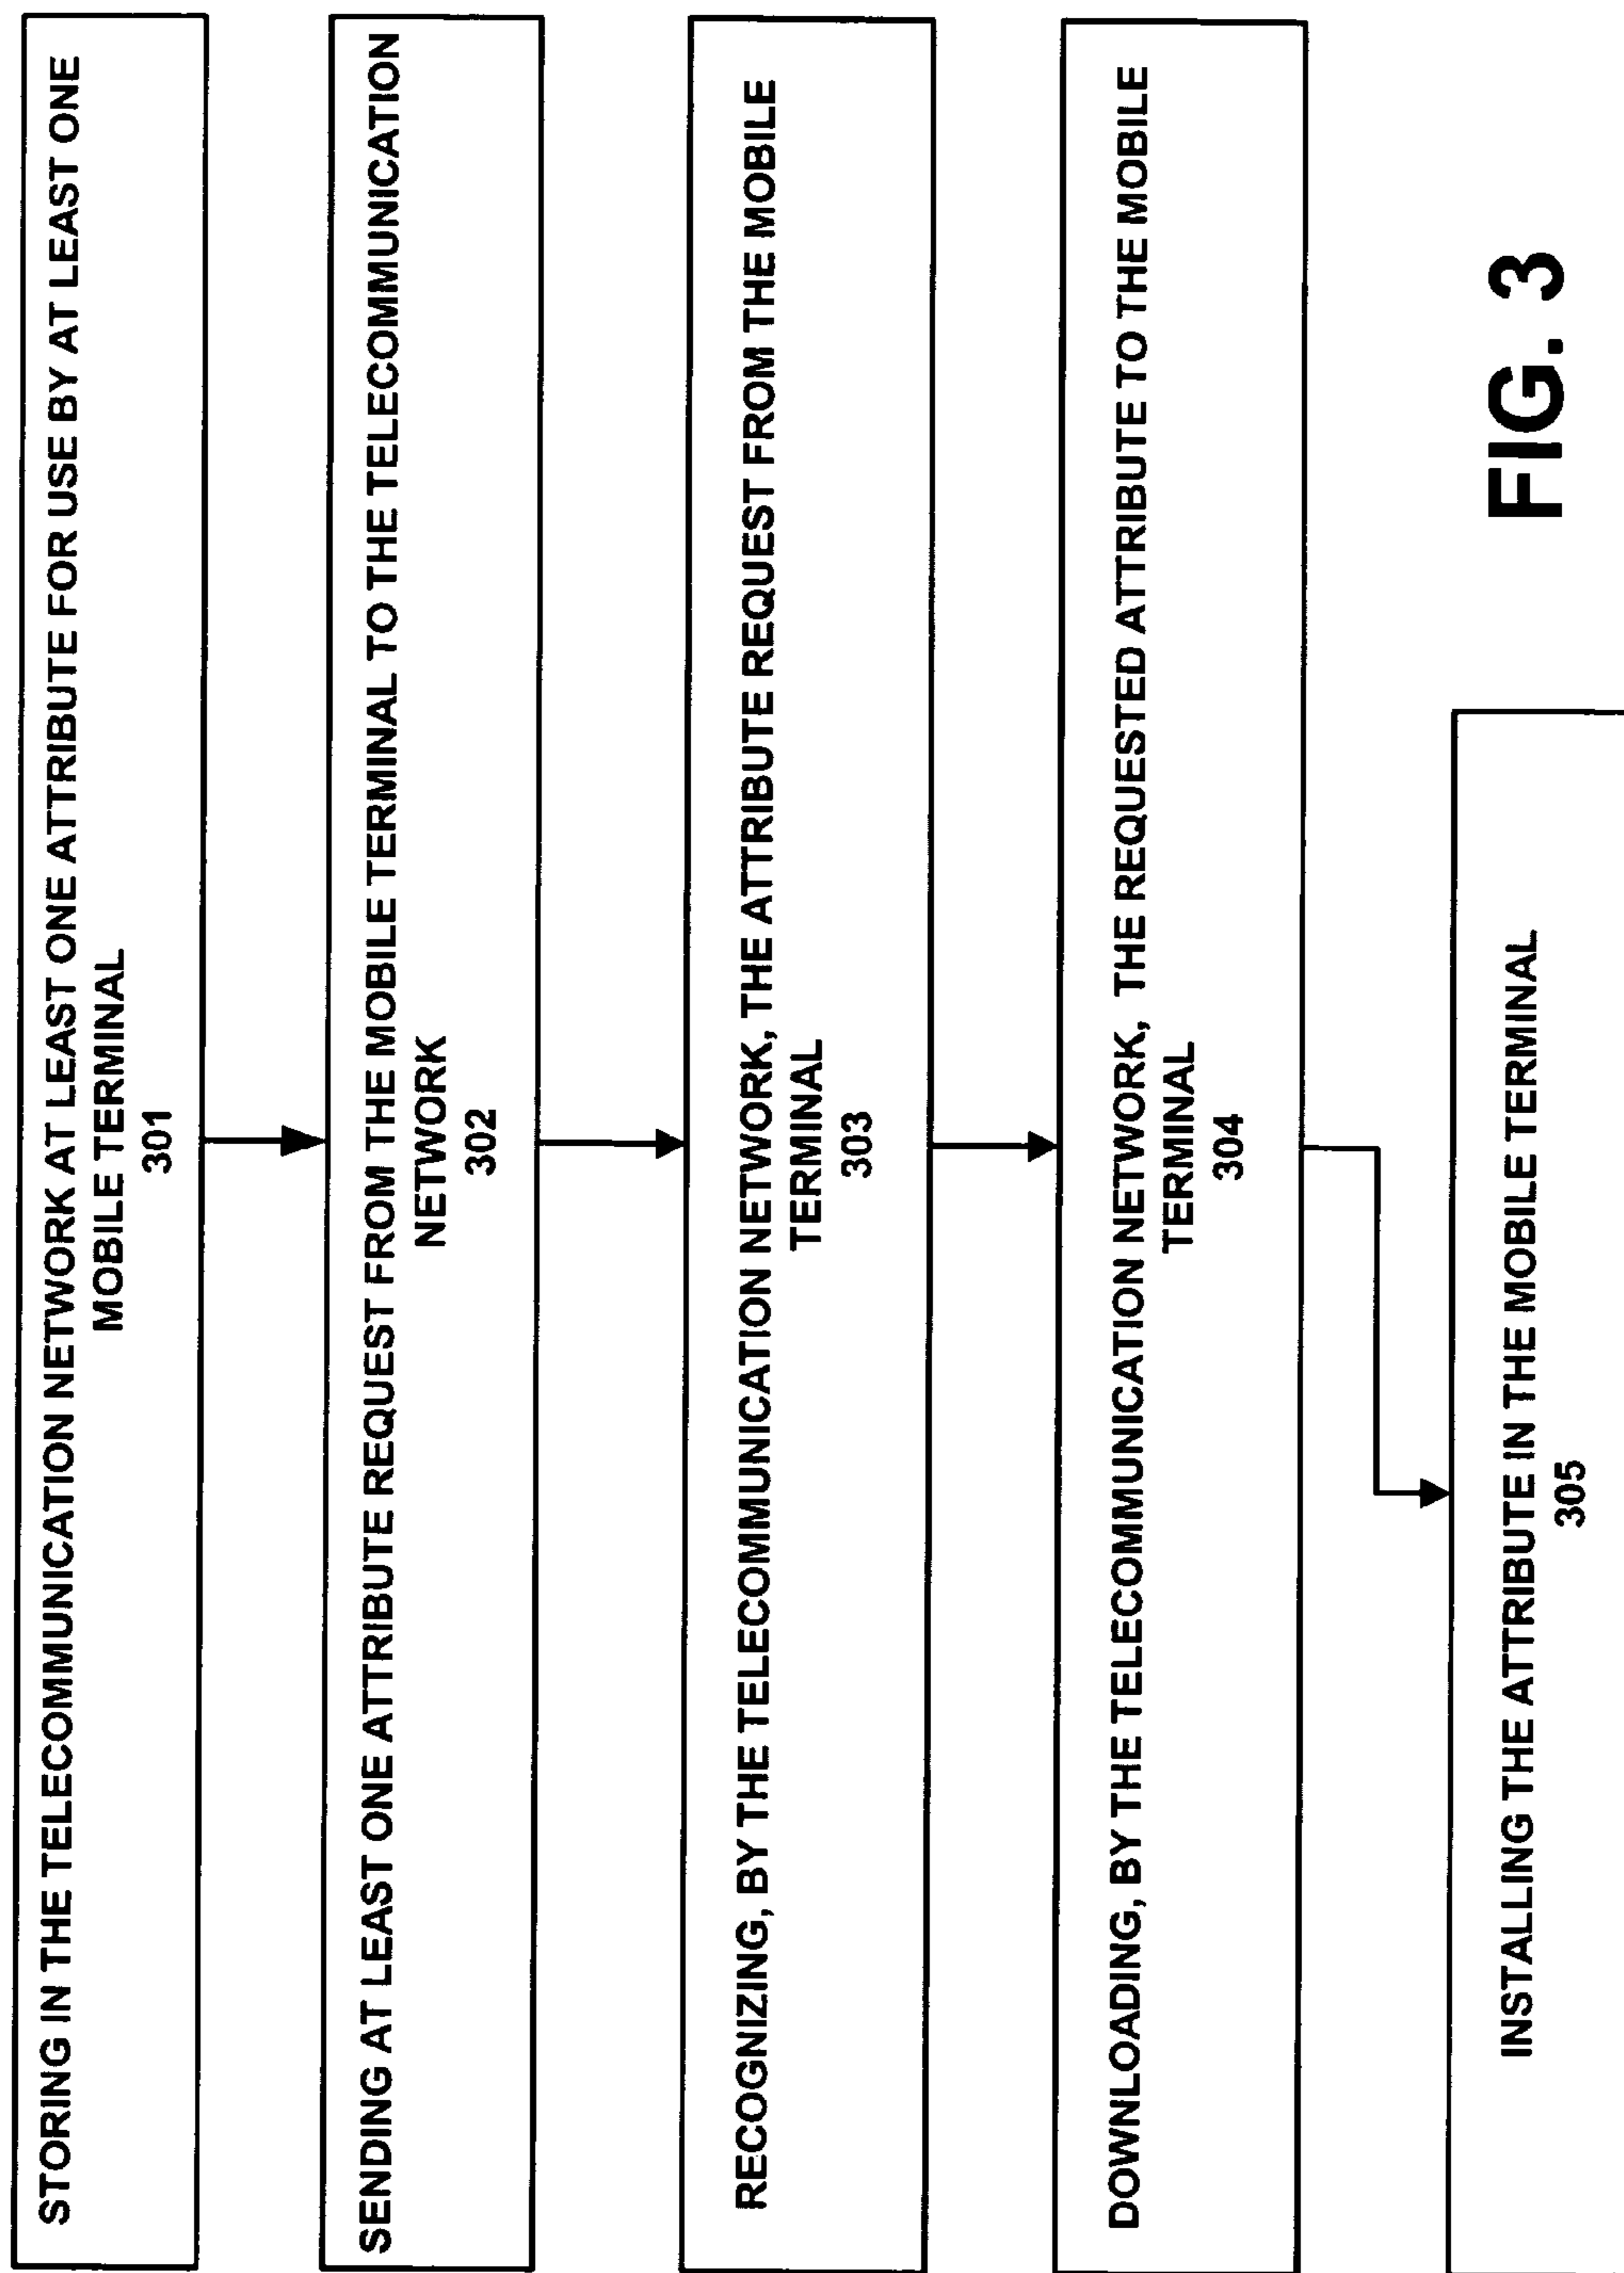 STORING IN THE TELECOMMUNICATION NETWORK AT LEAST ONE ATTRIBUTE FOR USE BY AT LEAST ONE
MOBILE TERMINAL
301
SENDING AT LEAST ONE ATTRIBUTE REQUEST FROM THE MOBILE TERMINAL TO THE TELECOMMUNICATION
NETWORK
302
RECOGNIZING, BY THE TELECOMMUNICATION NETWORK, THE ATTRIBUTE REQUEST FROM THE MOBILE
TERMINAL
303
DOWNLOADING, BY THE TELECOMMUNICATION NETWORK, THE REQUESTED ATTRIBUTE TO THE MOBILE
TERMINAL
304
INSTALLING THE ATTRIBUTE IN THE MOBILE TERMINAL
305
FIG. 3